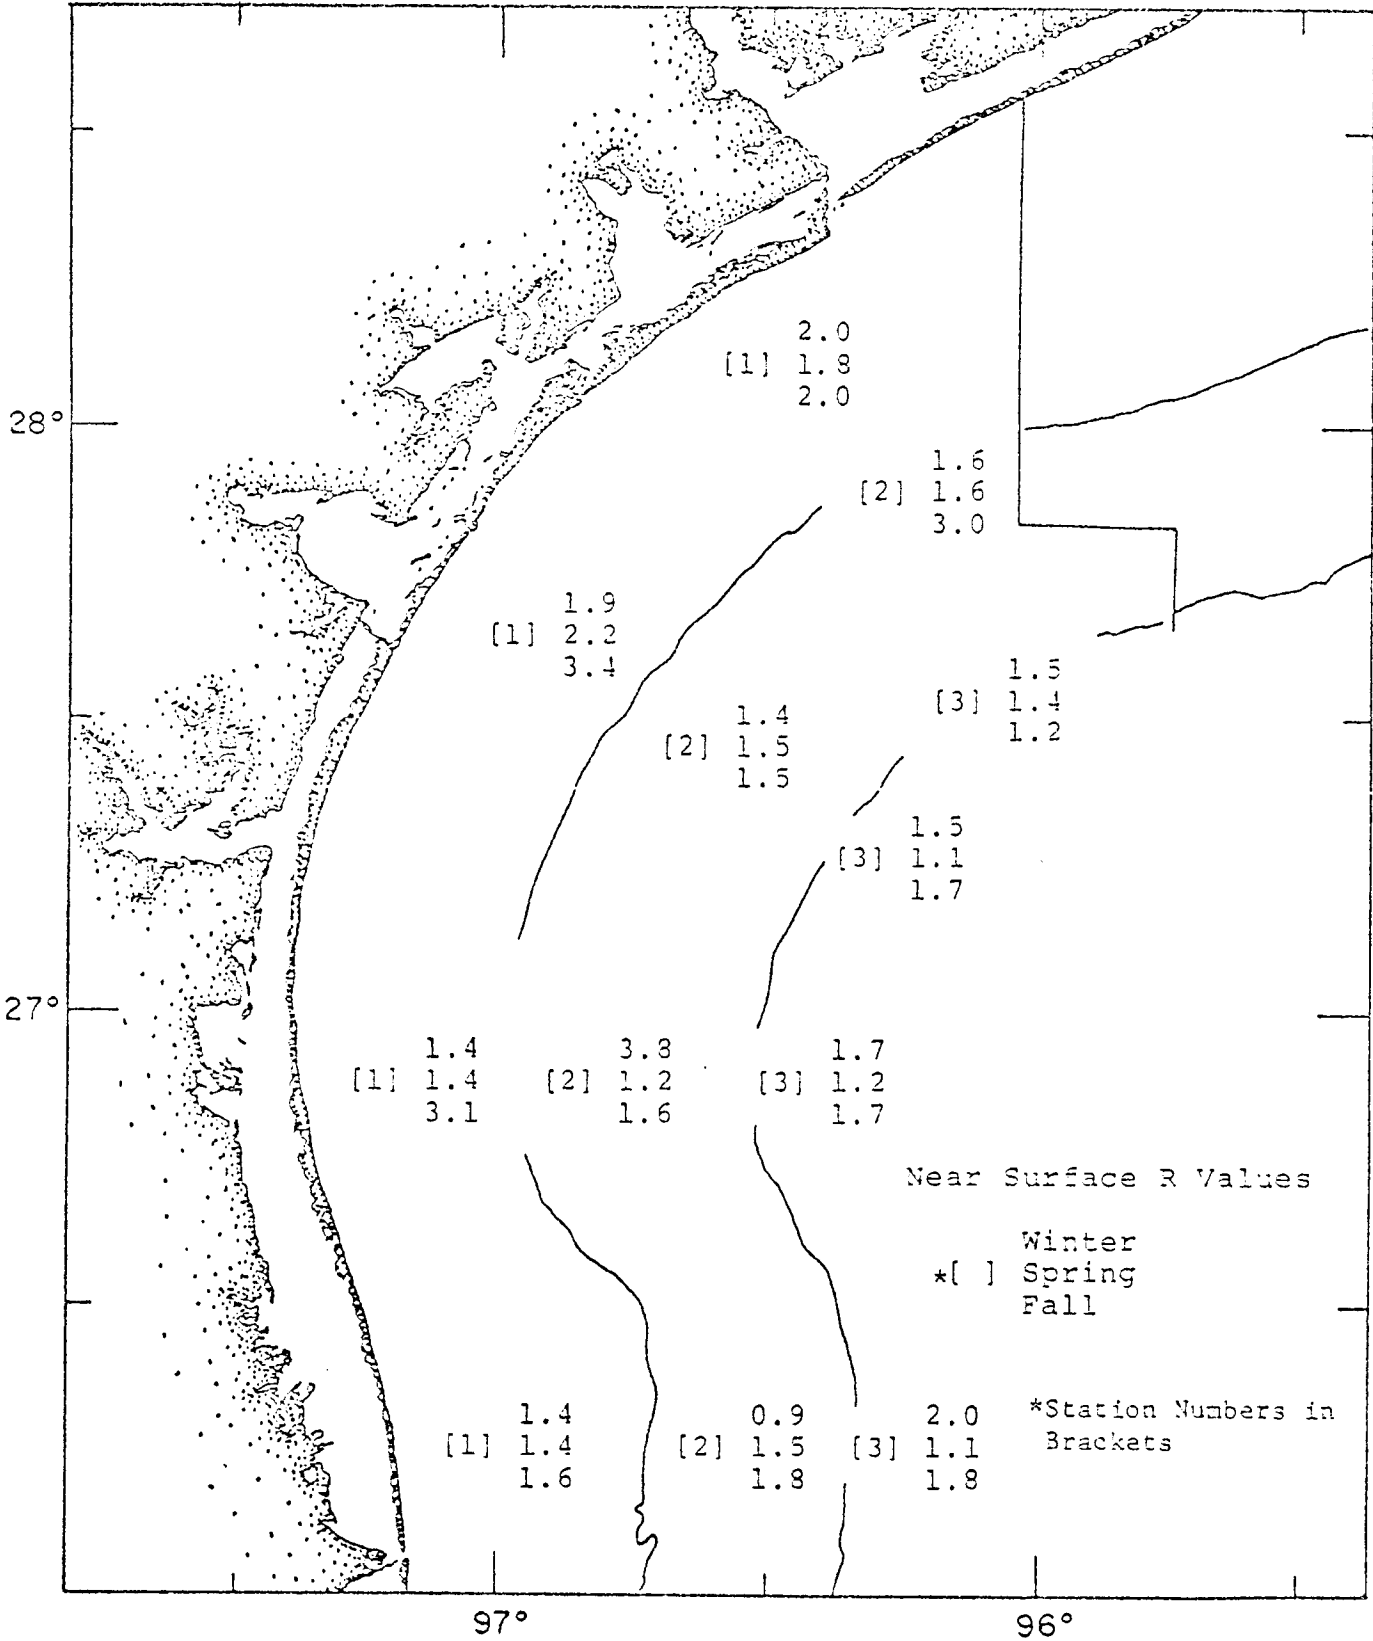 2.0
[1] 1.8
2.0
28°
1.6
[2] 1.6
3.0
1.9
[1] 2.2
3.4
1.5
[3] 1.4
1.2
1.4
[2] 1.5
1.5
1.5
[3] 1.1
1.7
27°
1.4 3.8 1.7
[1] 1.4 [2] 1.2 [3] 1.2
3.1 1.6 1.7
Near Surface R Values
Winter
*[ ] Spring
Fall
1.4 0.9 2.0
[1] 1.4 [2] 1.5 [3] 1.1
1.6 1.8 1.8
*Station Numbers in
Brackets
97° 96°